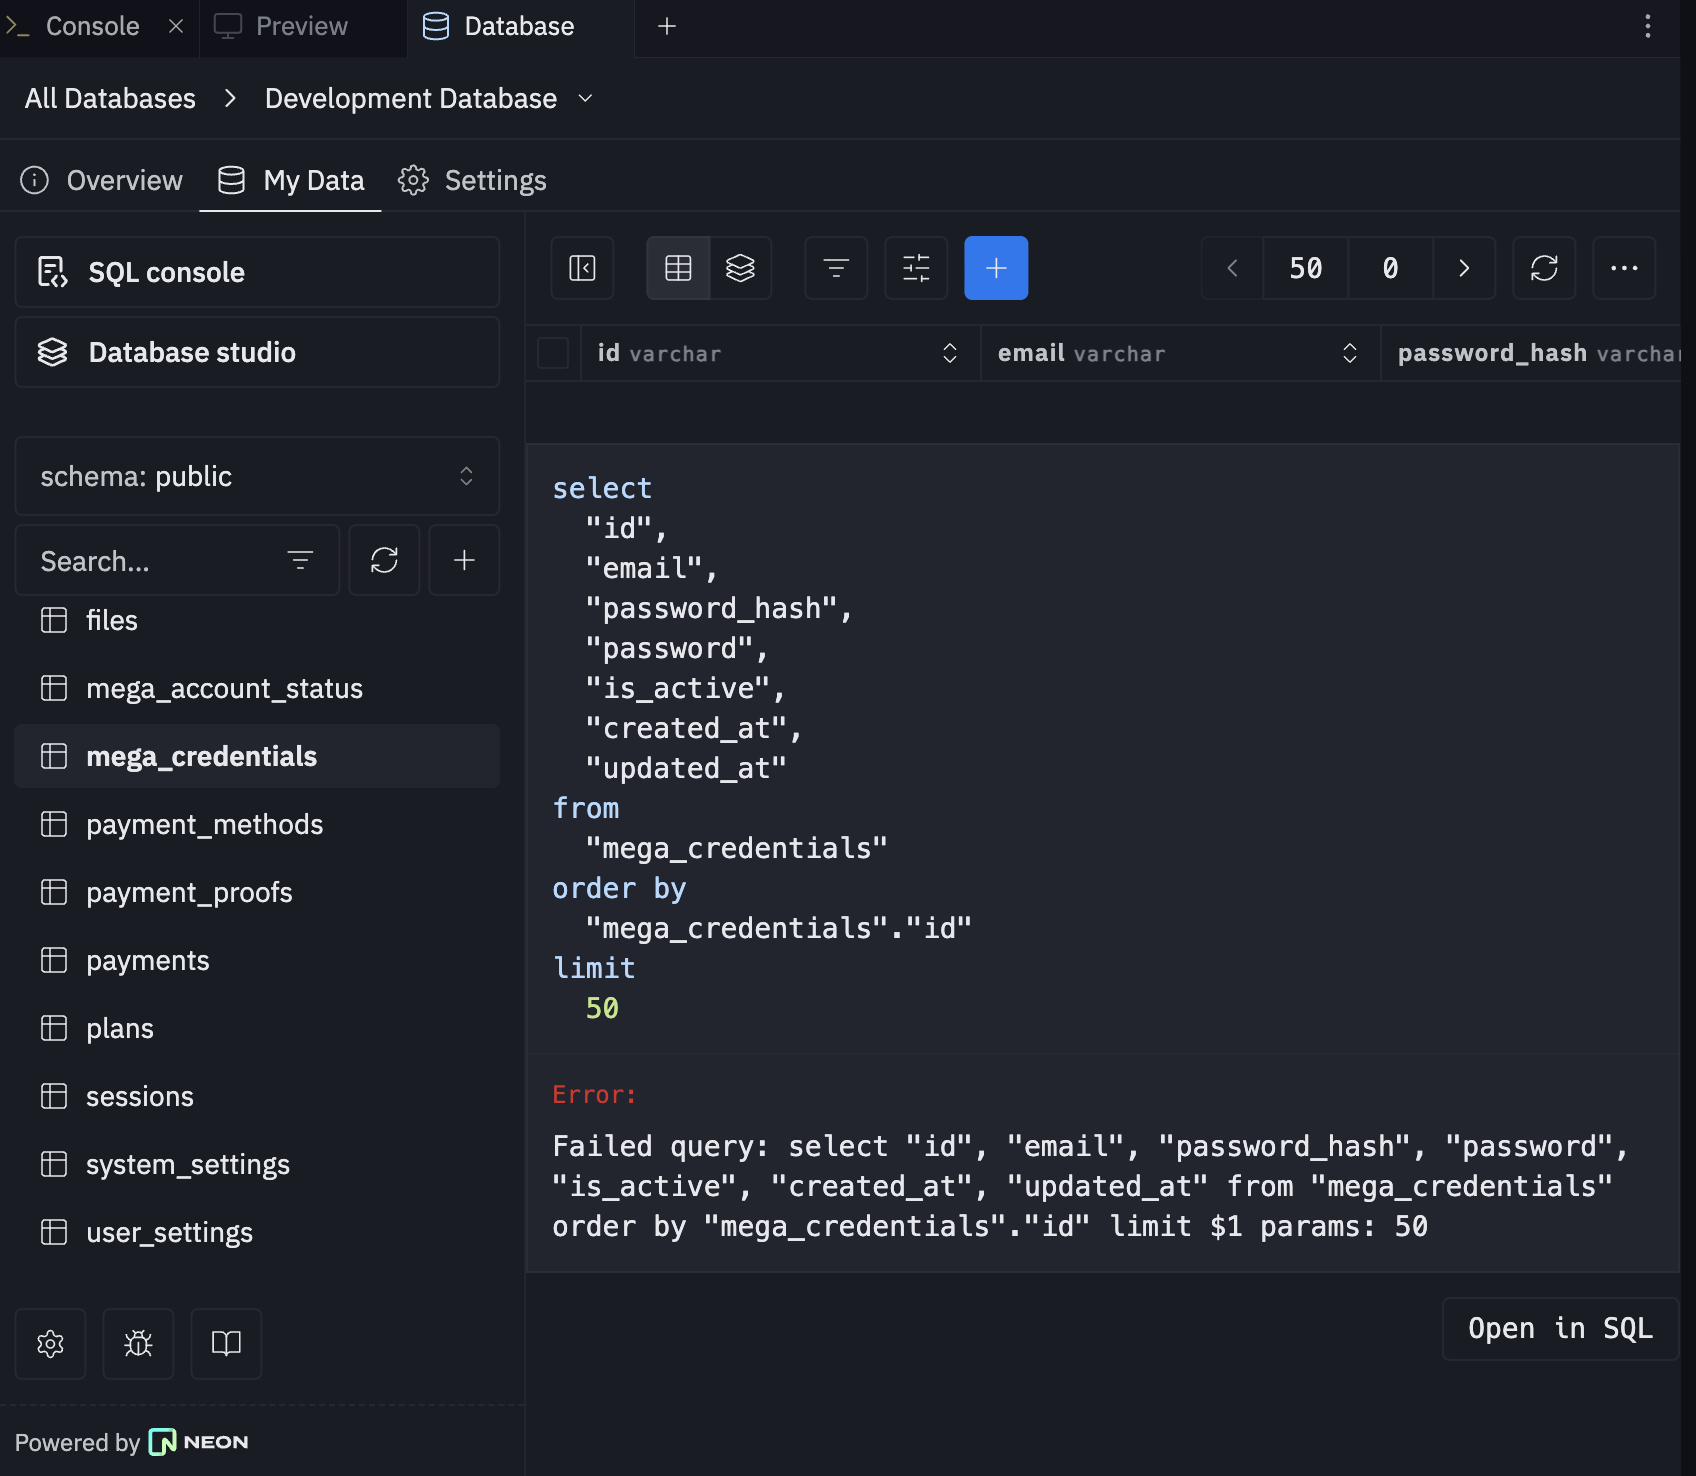 Console
Preview
Database
All Databases > Development Database
Overview
My Data
Settings
SQL console
Database studio
schema: public
Search...
files
mega_account_status
mega_credentials
payment_methods
payment_proofs
payments
plans
sessions
system_settings
user_settings
Powered by NEON
50 0
id varchar
email varchar
password_hash varchar
select
"id",
"email",
"password_hash",
"password",
"is_active",
"created_at",
"updated_at"
from
"mega_credentials"
order by
"mega_credentials"."id"
limit
50
Error:
Failed query: select "id", "email", "password_hash", "password",
"is_active", "created_at", "updated_at" from "mega_credentials"
order by "mega_credentials"."id" limit $1 params: 50
Open in SQL